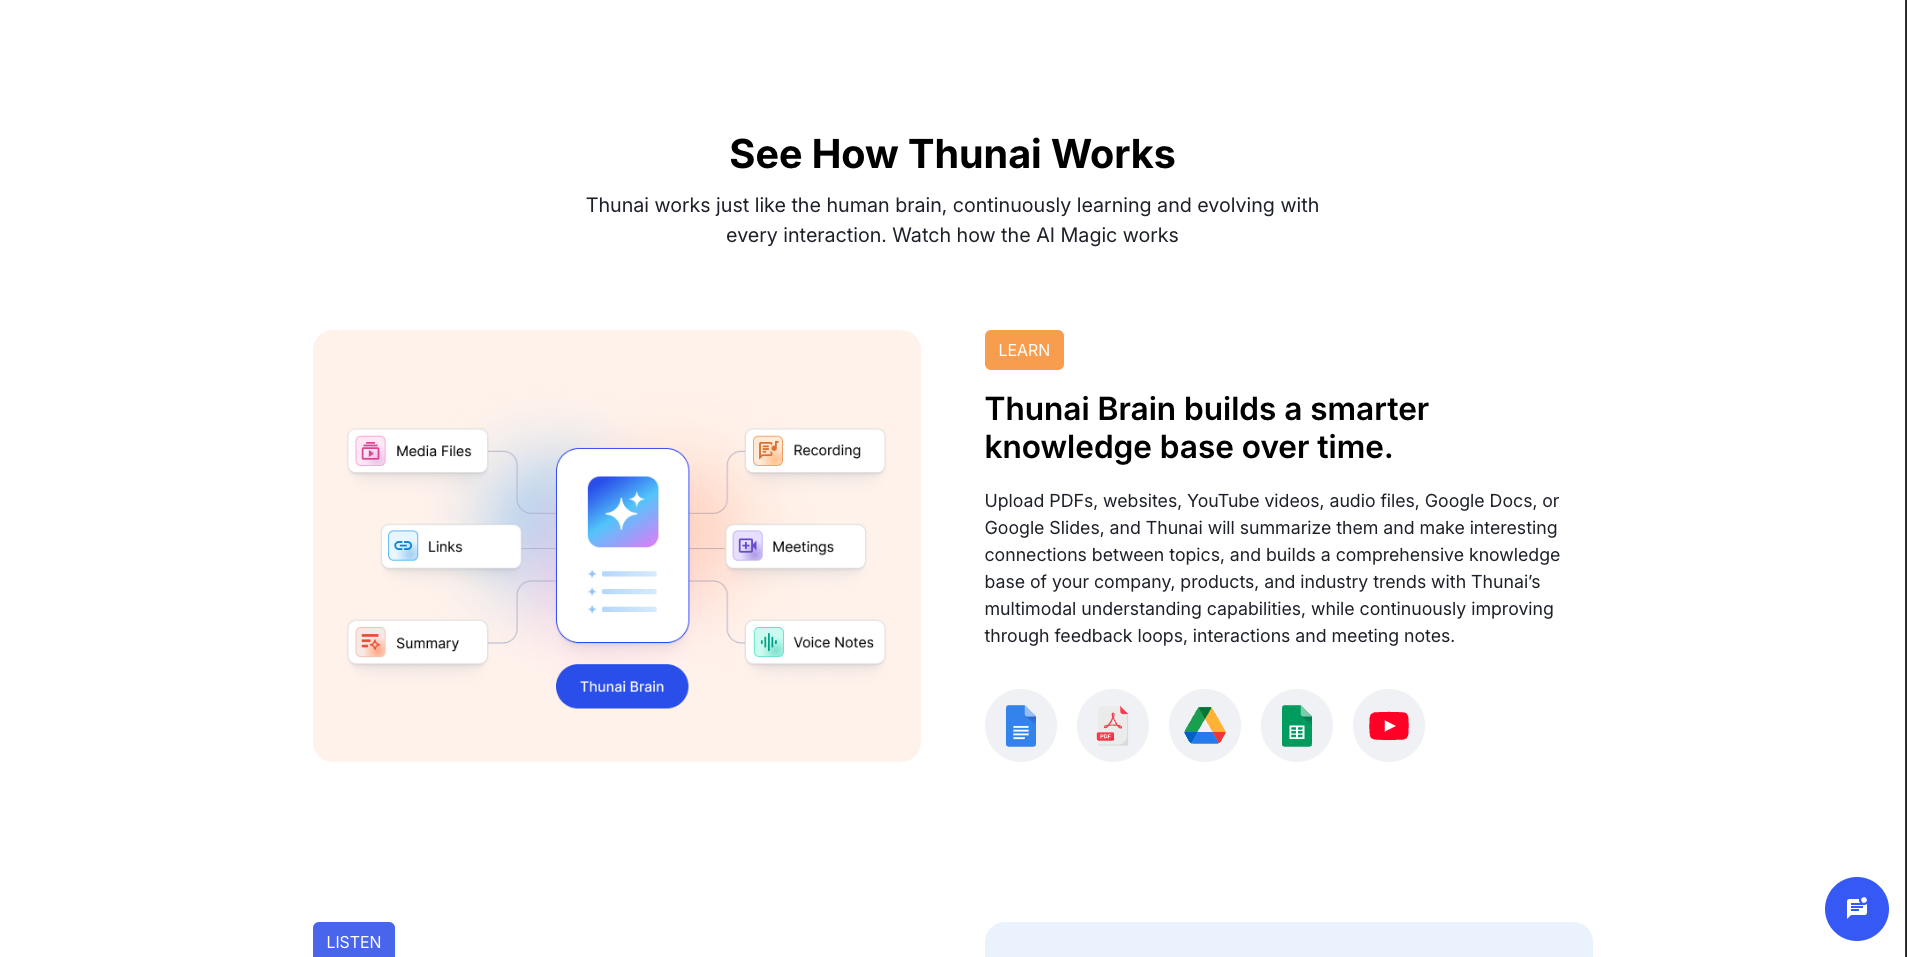 See How Thunai Works
Thunai works just like the human brain, continuously learning and evolving with
every interaction. Watch how the AI Magic works
Media Files
Links
Summary
Recording
Meetings
Voice Notes
Thunai Brain
LEARN
Thunai Brain builds a smarter
knowledge base over time.
Upload PDFs, websites, YouTube videos, audio files, Google Docs, or
Google Slides, and Thunai will summarize them and make interesting
connections between topics, and builds a comprehensive knowledge
base of your company, products, and industry trends with Thunai’s
multimodal understanding capabilities, while continuously improving
through feedback loops, interactions and meeting notes.
PDF
LISTEN